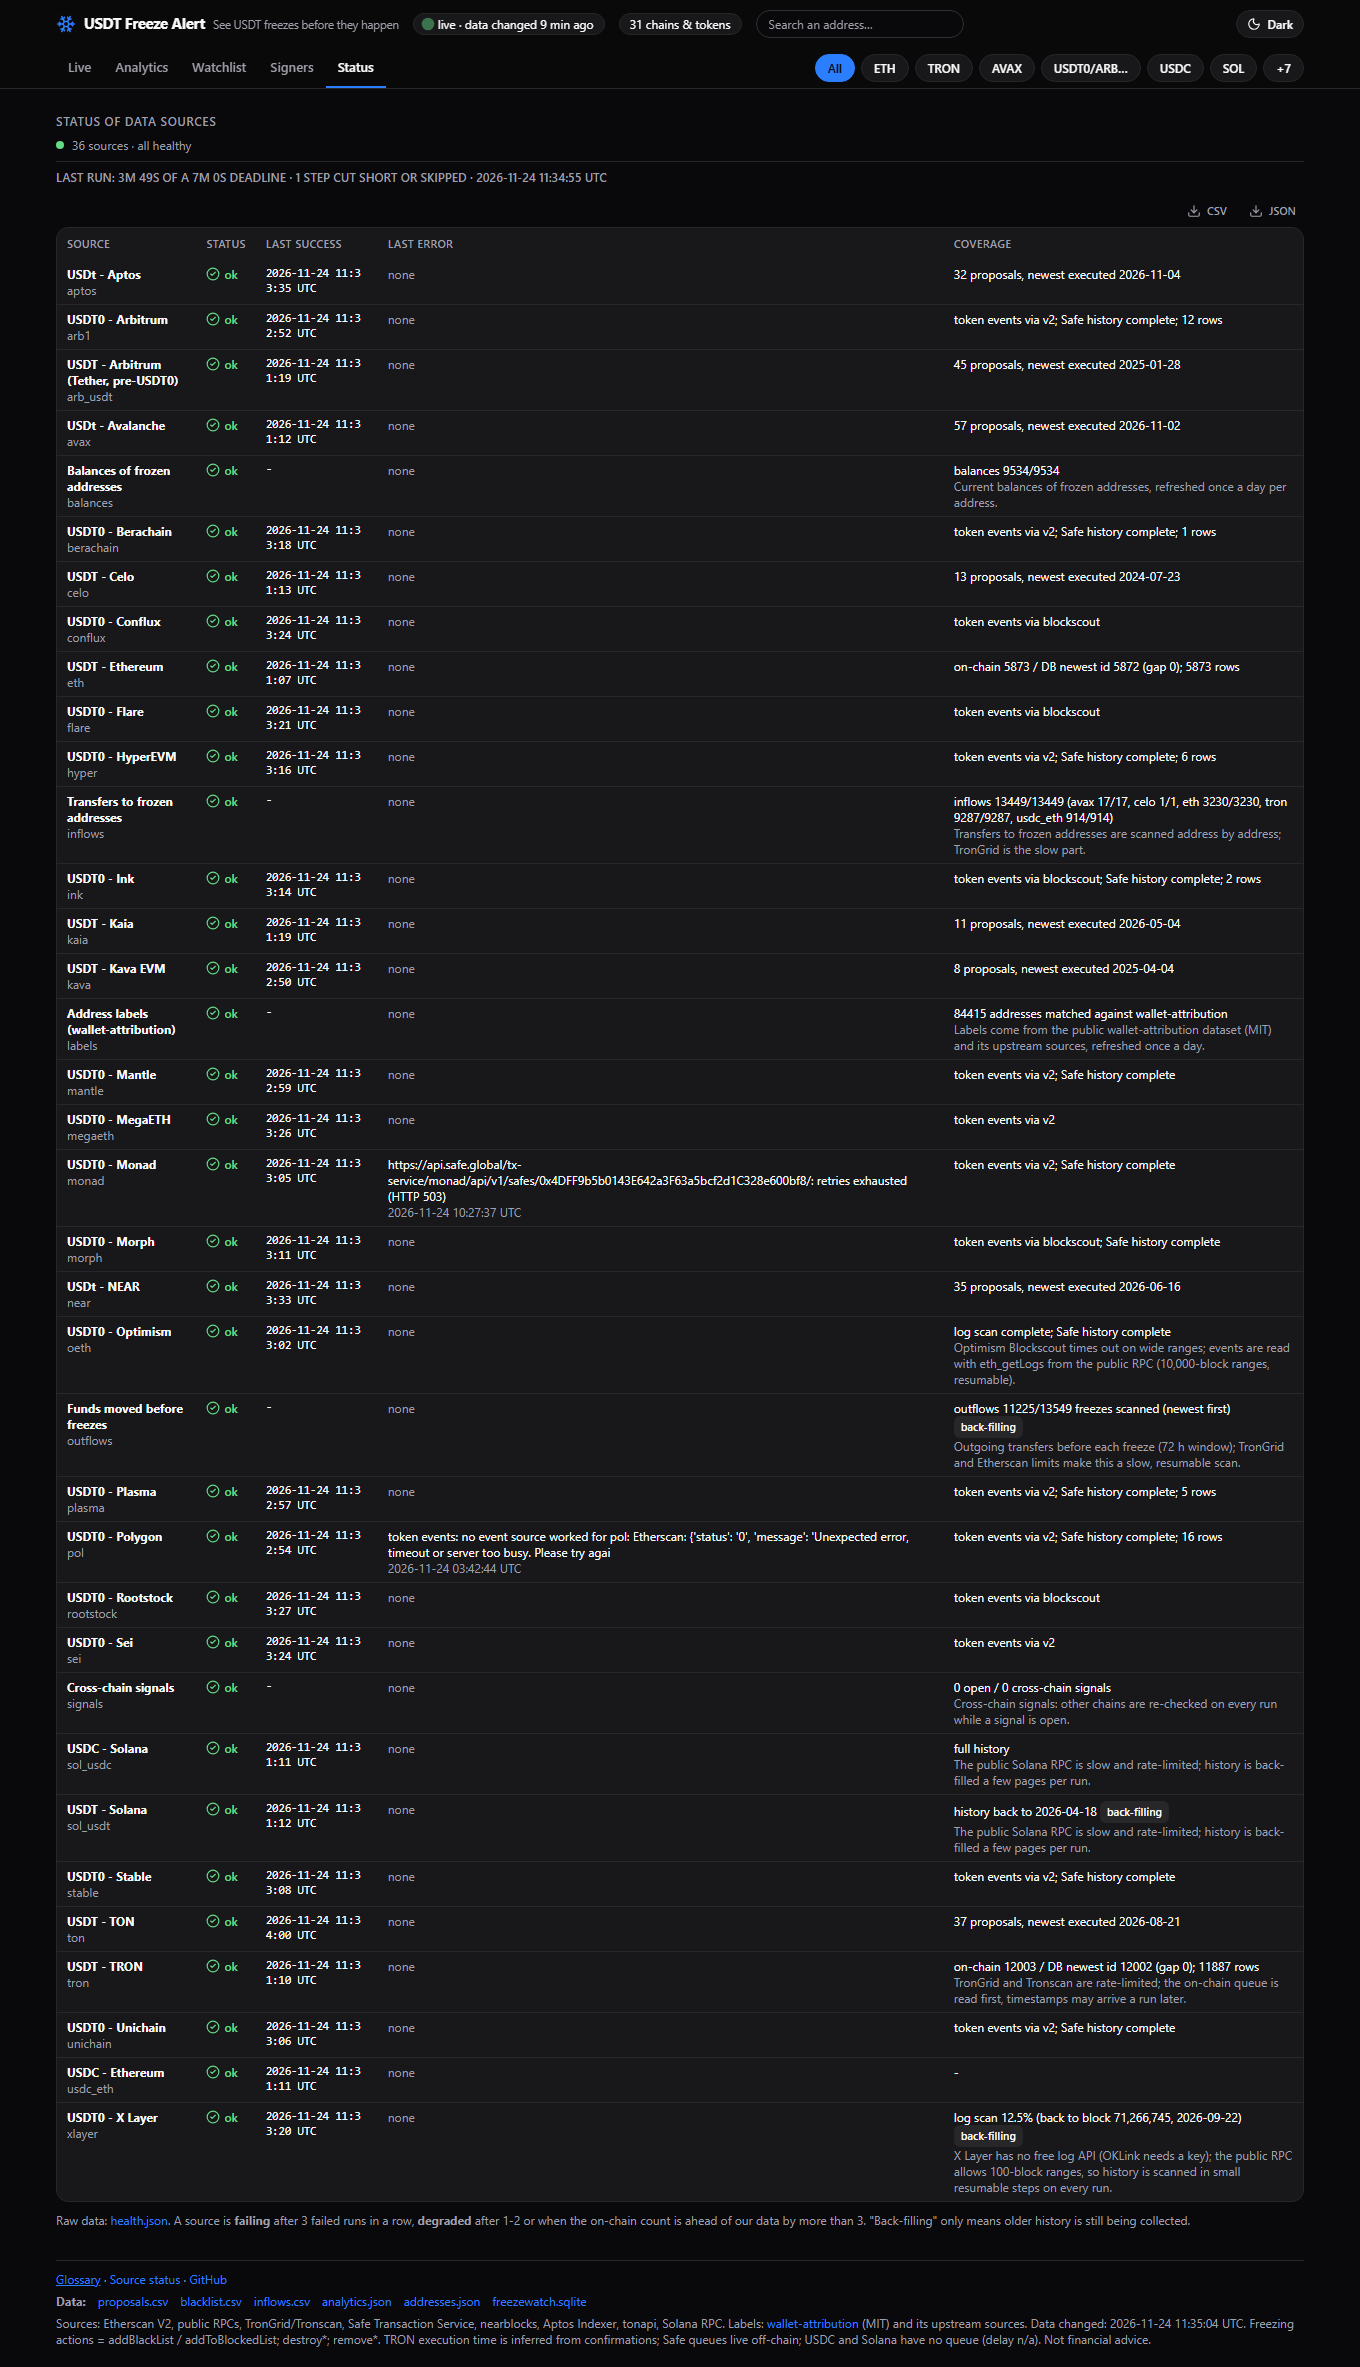 USDT Freeze Alert See USDT freezes before they happen live · data changed 9 min ago 31 chains & tokens Search an address... Dark
Live Analytics Watchlist Signers Status All ETH TRON AVAX USDT0/ARB... USDC SOL +7
STATUS OF DATA SOURCES
36 sources · all healthy
LAST RUN: 3M 49S OF A 7M 0S DEADLINE · 1 STEP CUT SHORT OR SKIPPED · 2026-11-24 11:34:55 UTC
CSV JSON
SOURCE STATUS LAST SUCCESS LAST ERROR COVERAGE
USDt - Aptos ok 2026-11-24 11:3 none 32 proposals, newest executed 2026-11-04
aptos 3:35 UTC
USDT0 - Arbitrum ok 2026-11-24 11:3 none token events via v2; Safe history complete; 12 rows
arb1 2:52 UTC
USDT - Arbitrum ok 2026-11-24 11:3 none 45 proposals, newest executed 2025-01-28
(Tether, pre-USDT0) 1:19 UTC
arb_usdt
USDt - Avalanche ok 2026-11-24 11:3 none 57 proposals, newest executed 2026-11-02
avax 1:12 UTC
Balances of frozen ok - none balances 9534/9534
addresses Current balances of frozen addresses, refreshed once a day per
balances address.
USDT0 - Berachain ok 2026-11-24 11:3 none token events via v2; Safe history complete; 1 rows
berachain 3:18 UTC
USDT - Celo ok 2026-11-24 11:3 none 13 proposals, newest executed 2024-07-23
celo 1:13 UTC
USDT0 - Conflux ok 2026-11-24 11:3 none token events via blockscout
conflux 3:24 UTC
USDT - Ethereum ok 2026-11-24 11:3 none on-chain 5873 / DB newest id 5872 (gap 0); 5873 rows
eth 1:07 UTC
USDT0 - Flare ok 2026-11-24 11:3 none token events via blockscout
flare 3:21 UTC
USDT0 - HyperEVM ok 2026-11-24 11:3 none token events via v2; Safe history complete; 6 rows
hyper 3:16 UTC
Transfers to frozen ok - none inflows 13449/13449 (avax 17/17, celo 1/1, eth 3230/3230, tron
addresses 9287/9287, usdc_eth 914/914)
inflows Transfers to frozen addresses are scanned address by address;
TronGrid is the slow part.
USDT0 - Ink ok 2026-11-24 11:3 none token events via blockscout; Safe history complete; 2 rows
ink 3:14 UTC
USDT - Kaia ok 2026-11-24 11:3 none 11 proposals, newest executed 2026-05-04
kaia 1:19 UTC
USDT - Kava EVM ok 2026-11-24 11:3 none 8 proposals, newest executed 2025-04-04
kava 2:50 UTC
Address labels ok - none 84415 addresses matched against wallet-attribution
(wallet-attribution) Labels come from the public wallet-attribution dataset (MIT)
labels and its upstream sources, refreshed once a day.
USDT0 - Mantle ok 2026-11-24 11:3 none token events via v2; Safe history complete
mantle 2:59 UTC
USDT0 - MegaETH ok 2026-11-24 11:3 none token events via v2
megaeth 3:26 UTC
USDT0 - Monad ok 2026-11-24 11:3 https://api.safe.global/tx- token events via v2; Safe history complete
monad 3:05 UTC service/monad/api/v1/safes/0x4DFF9b5b0143E642a3F63a5bcf2d1C328e600bf8/: retries exhausted
(HTTP 503)
2026-11-24 10:27:37 UTC
USDT0 - Morph ok 2026-11-24 11:3 none token events via blockscout; Safe history complete
morph 3:11 UTC
USDt - NEAR ok 2026-11-24 11:3 none 35 proposals, newest executed 2026-06-16
near 3:33 UTC
USDT0 - Optimism ok 2026-11-24 11:3 none log scan complete; Safe history complete
oeth 3:02 UTC Optimism Blockscout times out on wide ranges; events are read
with eth_getLogs from the public RPC (10,000-block ranges,
resumable).
Funds moved before ok - none outflows 11225/13549 freezes scanned (newest first)
freezes back-filling
outflows Outgoing transfers before each freeze (72 h window); TronGrid
and Etherscan limits make this a slow, resumable scan.
USDT0 - Plasma ok 2026-11-24 11:3 none token events via v2; Safe history complete; 5 rows
plasma 2:57 UTC
USDT0 - Polygon ok 2026-11-24 11:3 token events: no event source worked for pol: Etherscan: {'status': '0', 'message': 'Unexpected error, token events via v2; Safe history complete; 16 rows
pol 2:54 UTC timeout or server too busy. Please try agai
2026-11-24 03:42:44 UTC
USDT0 - Rootstock ok 2026-11-24 11:3 none token events via blockscout
rootstock 3:27 UTC
USDT0 - Sei ok 2026-11-24 11:3 none token events via v2
sei 3:24 UTC
Cross-chain signals ok - none 0 open / 0 cross-chain signals
signals Cross-chain signals: other chains are re-checked on every run
while a signal is open.
USDC - Solana ok 2026-11-24 11:3 none full history
sol_usdc 1:11 UTC The public Solana RPC is slow and rate-limited; history is back-
filled a few pages per run.
USDT - Solana ok 2026-11-24 11:3 none history back to 2026-04-18 back-filling
sol_usdt 1:12 UTC The public Solana RPC is slow and rate-limited; history is back-
filled a few pages per run.
USDT0 - Stable ok 2026-11-24 11:3 none token events via v2; Safe history complete
stable 3:08 UTC
USDT - TON ok 2026-11-24 11:3 none 37 proposals, newest executed 2026-08-21
ton 4:00 UTC
USDT - TRON ok 2026-11-24 11:3 none on-chain 12003 / DB newest id 12002 (gap 0); 11887 rows
tron 1:10 UTC TronGrid and Tronscan are rate-limited; the on-chain queue is
read first, timestamps may arrive a run later.
USDT0 - Unichain ok 2026-11-24 11:3 none token events via v2; Safe history complete
unichain 3:06 UTC
USDC - Ethereum ok 2026-11-24 11:3 none -
usdc_eth 1:11 UTC
USDT0 - X Layer ok 2026-11-24 11:3 none log scan 12.5% (back to block 71,266,745, 2026-09-22)
xlayer 3:20 UTC back-filling
X Layer has no free log API (OKLink needs a key); the public RPC
allows 100-block ranges, so history is scanned in small
resumable steps on every run.
Raw data: health.json. A source is failing after 3 failed runs in a row, degraded after 1-2 or when the on-chain count is ahead of our data by more than 3. "Back-filling" only means older history is still being collected.
Glossary · Source status · GitHub
Data: proposals.csv blacklist.csv inflows.csv analytics.json addresses.json freezewatch.sqlite
Sources: Etherscan V2, public RPCs, TronGrid/Tronscan, Safe Transaction Service, nearblocks, Aptos Indexer, tonapi, Solana RPC. Labels: wallet-attribution (MIT) and its upstream sources. Data changed: 2026-11-24 11:35:04 UTC. Freezing
actions = addBlackList / addToBlockedList; destroy*; remove*. TRON execution time is inferred from confirmations; Safe queues live off-chain; USDC and Solana have no queue (delay n/a). Not financial advice.